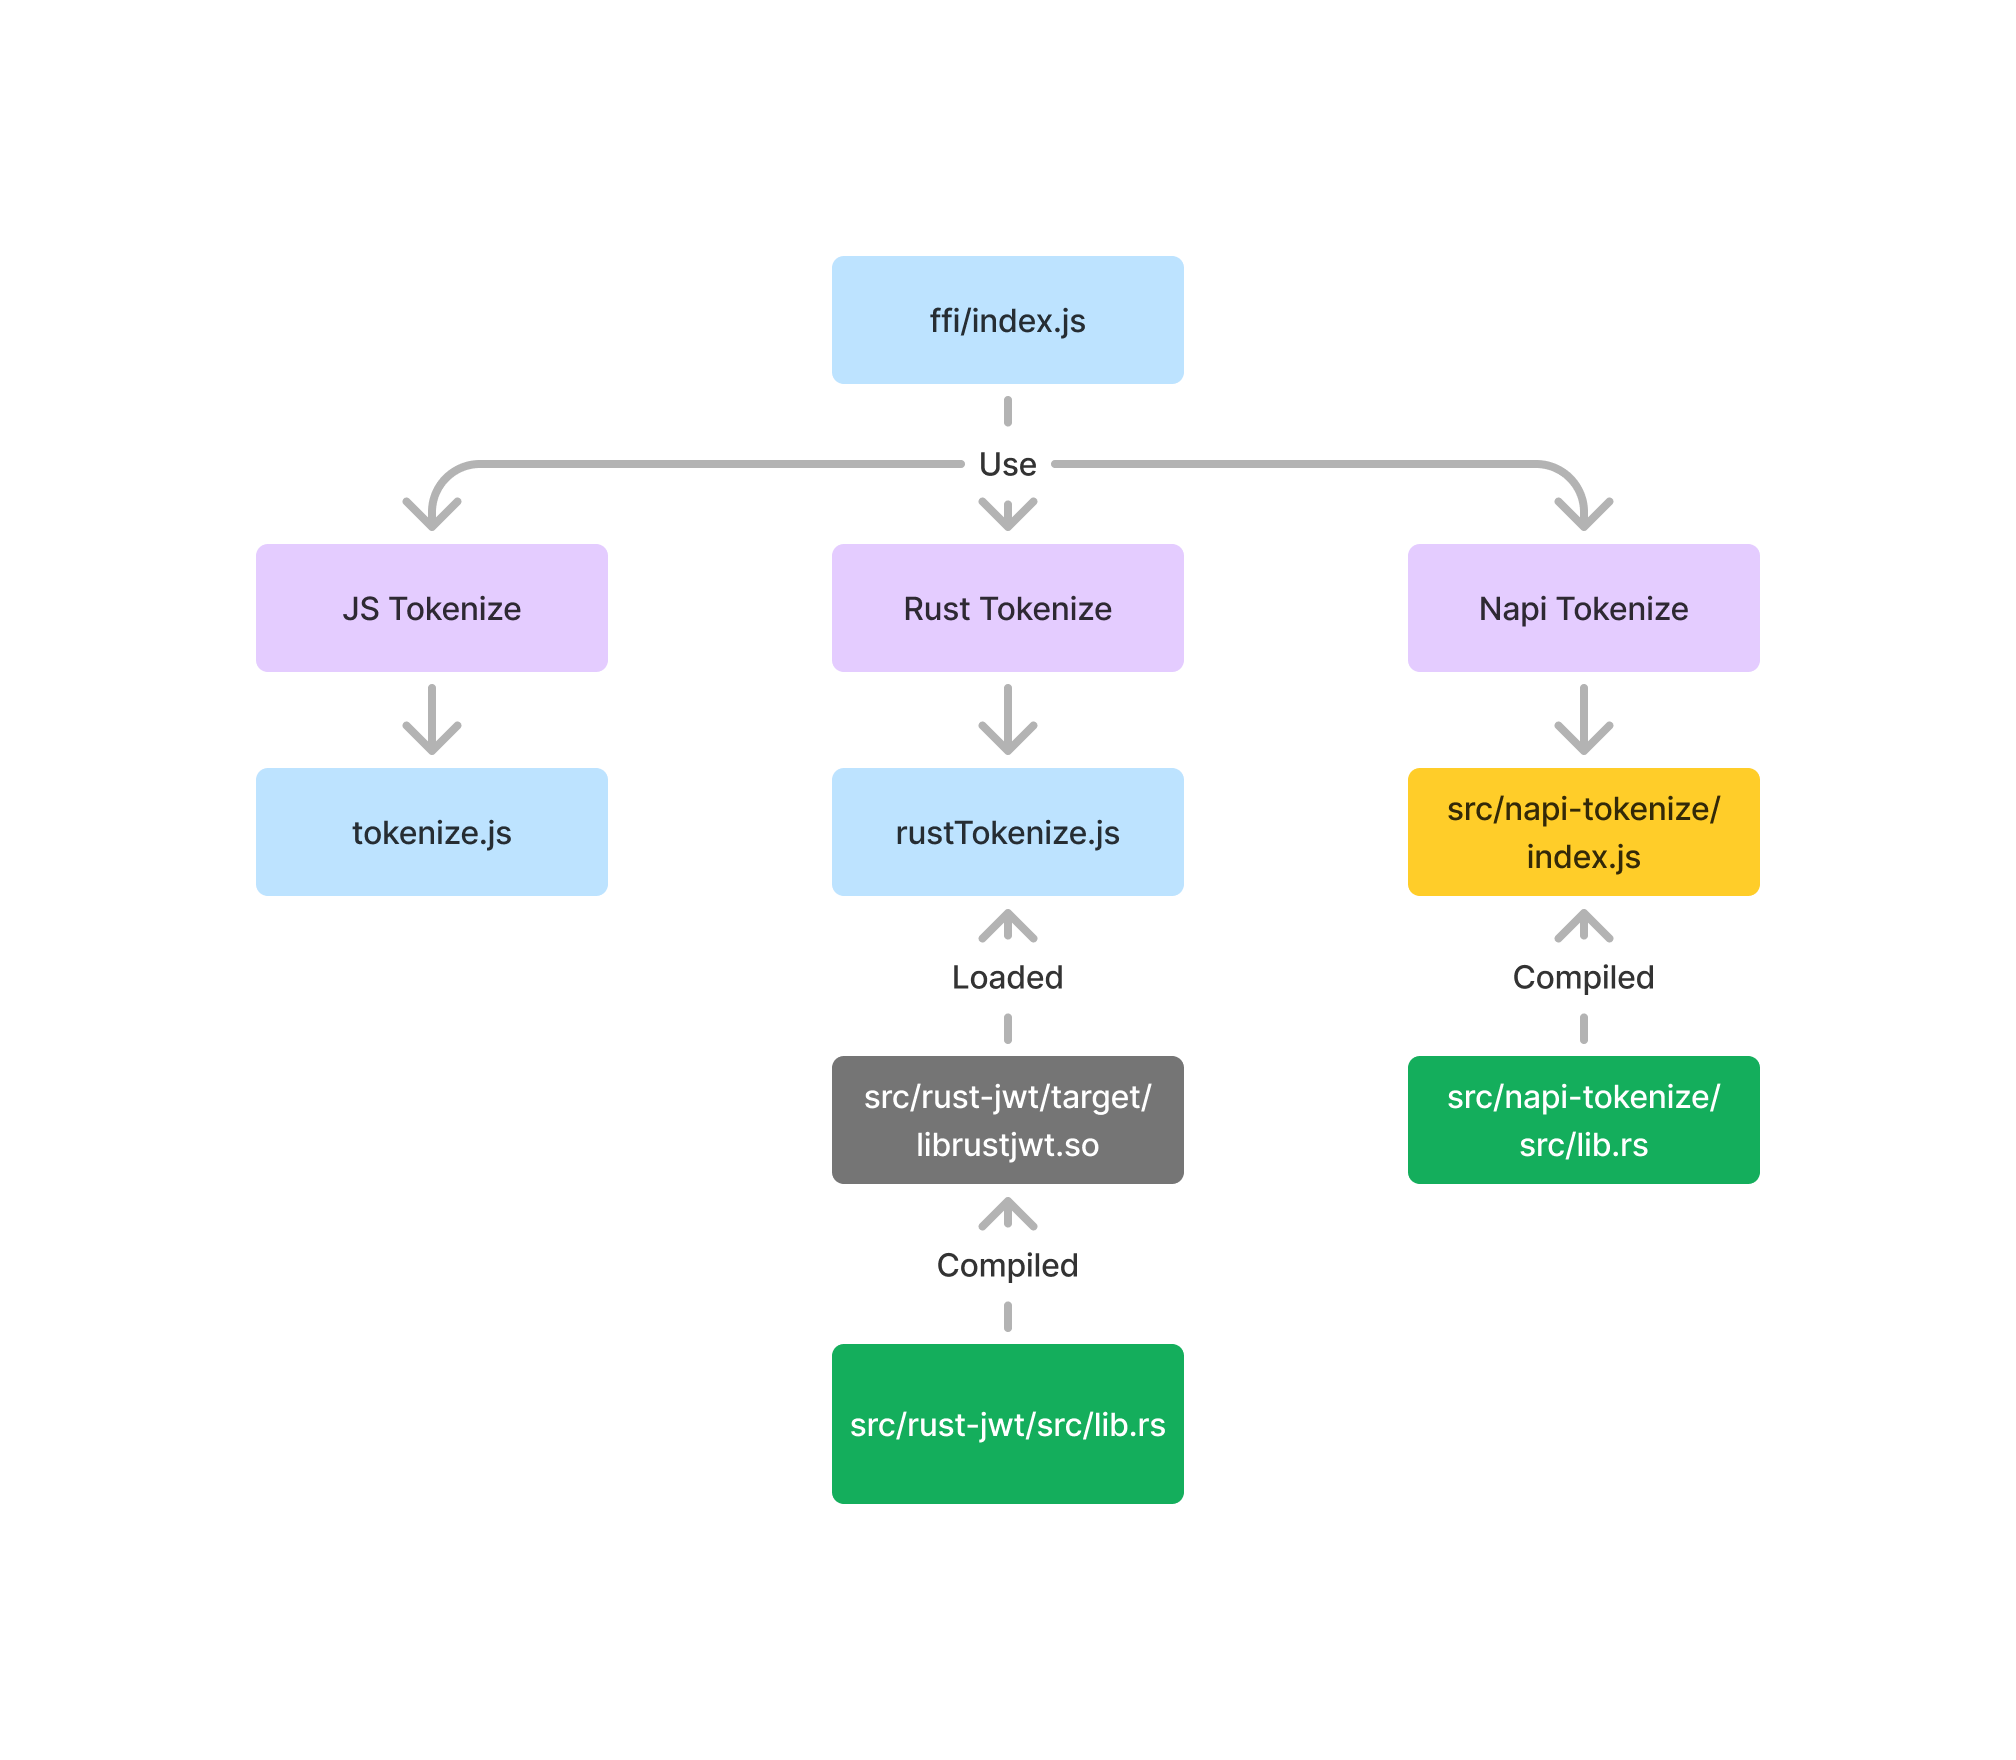 ffi/index.js
Use
JS Tokenize
Rust Tokenize
Napi Tokenize
tokenize.js
rustTokenize.js
src/napi-tokenize/
index.js
Loaded
Compiled
src/rust-jwt/target/
librustjwt.so
src/napi-tokenize/
src/lib.rs
Compiled
src/rust-jwt/src/lib.rs